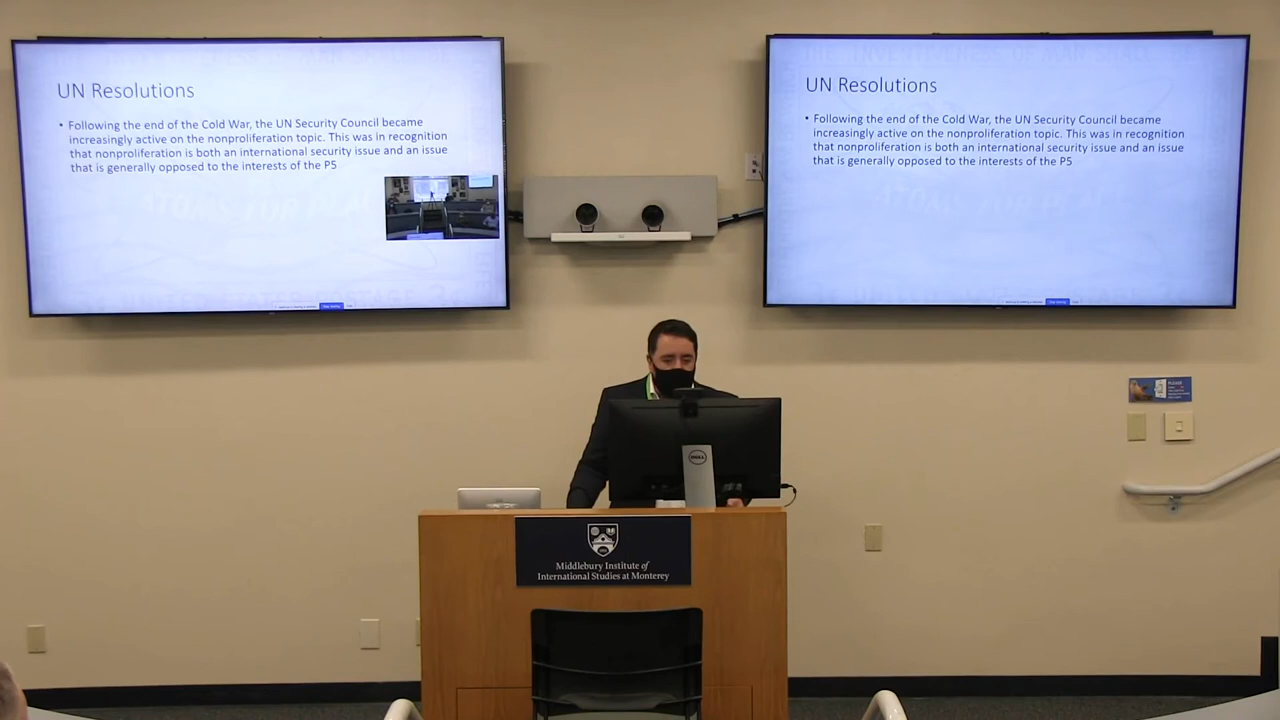 UN Resolutions
• Following the end of the Cold War, the UN Security Council became
increasingly active on the nonproliferation topic. This was in recognition
that nonproliferation is both an international security issue and an issue
that is generally opposed to the interests of the P5
UN Resolutions
• Following the end of the Cold War, the UN Security Council became
increasingly active on the nonproliferation topic. This was in recognition
that nonproliferation is both an international security issue and an issue
that is generally opposed to the interests of the P5
PLEASE
DELL
Middlebury Institute of
International Studies at Monterey